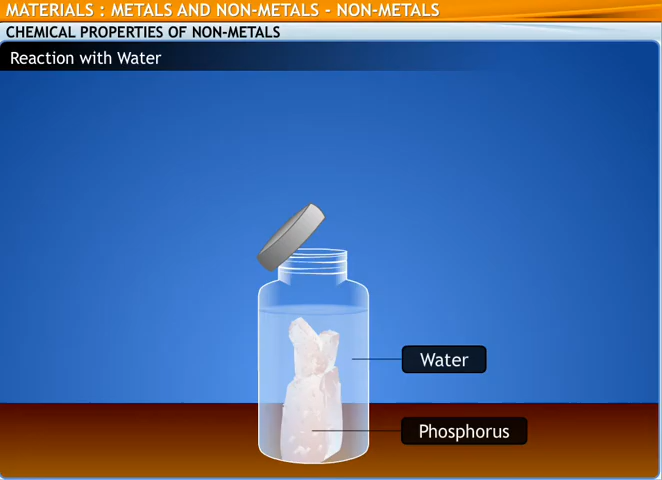 MATERIALS : METALS AND NON-METALS - NON-METALS
CHEMICAL PROPERTIES OF NON-METALS
Reaction with Water
Water
Phosphorus